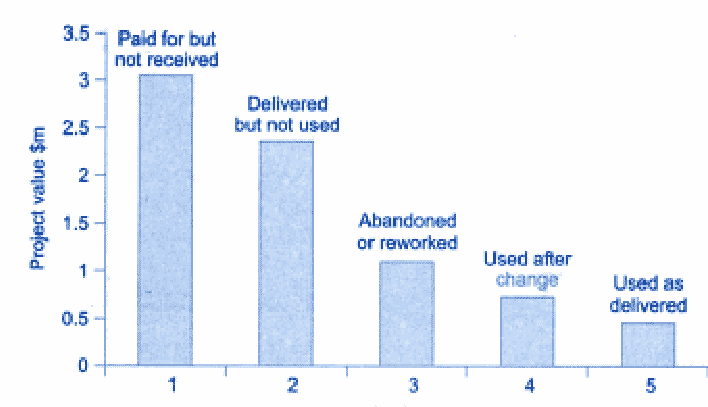 3.5
Paid for but
not received
3
Delivered
but not used
2.5
2
Project value $m
1.5
Abandoned
or reworked
1
Used after
change
Used as
delivered
0.5
0
1
2
3
4
5